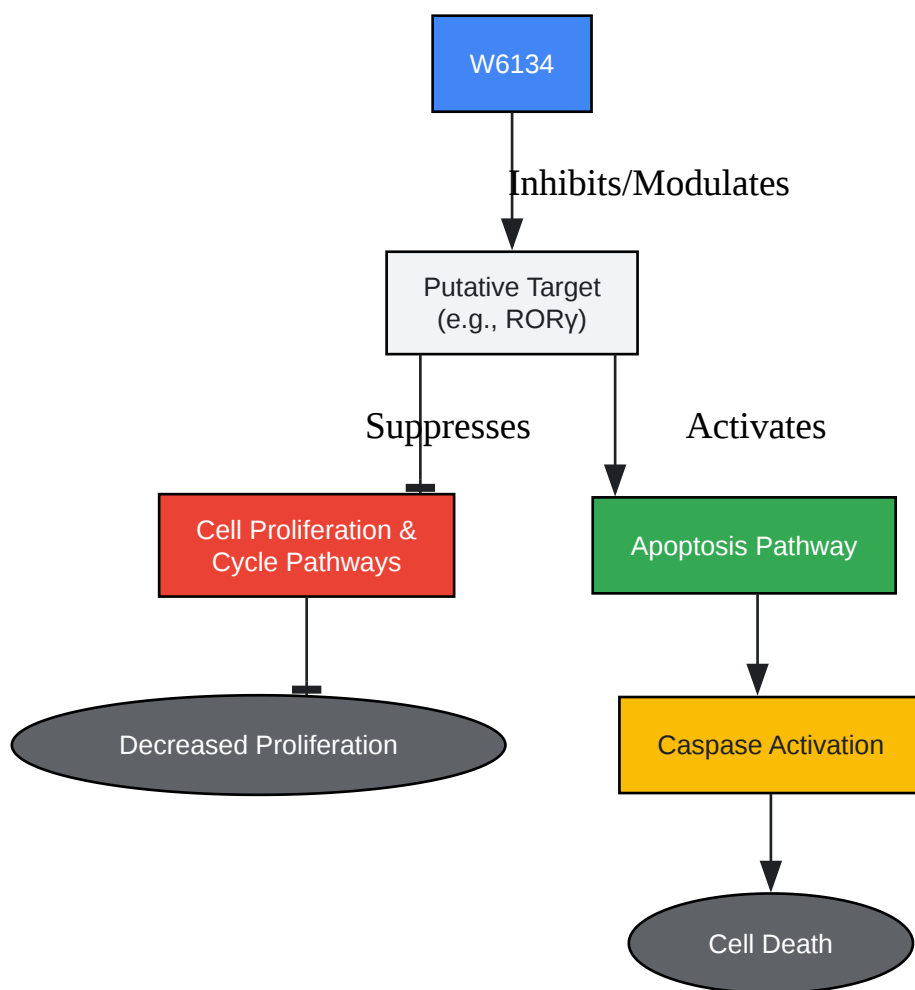 W6134
Inhibits/Modulates
Putative Target
(e.g., RORγ)
Suppresses
Activates
Cell Proliferation &
Cycle Pathways
Apoptosis Pathway
Decreased Proliferation
Caspase Activation
Cell Death